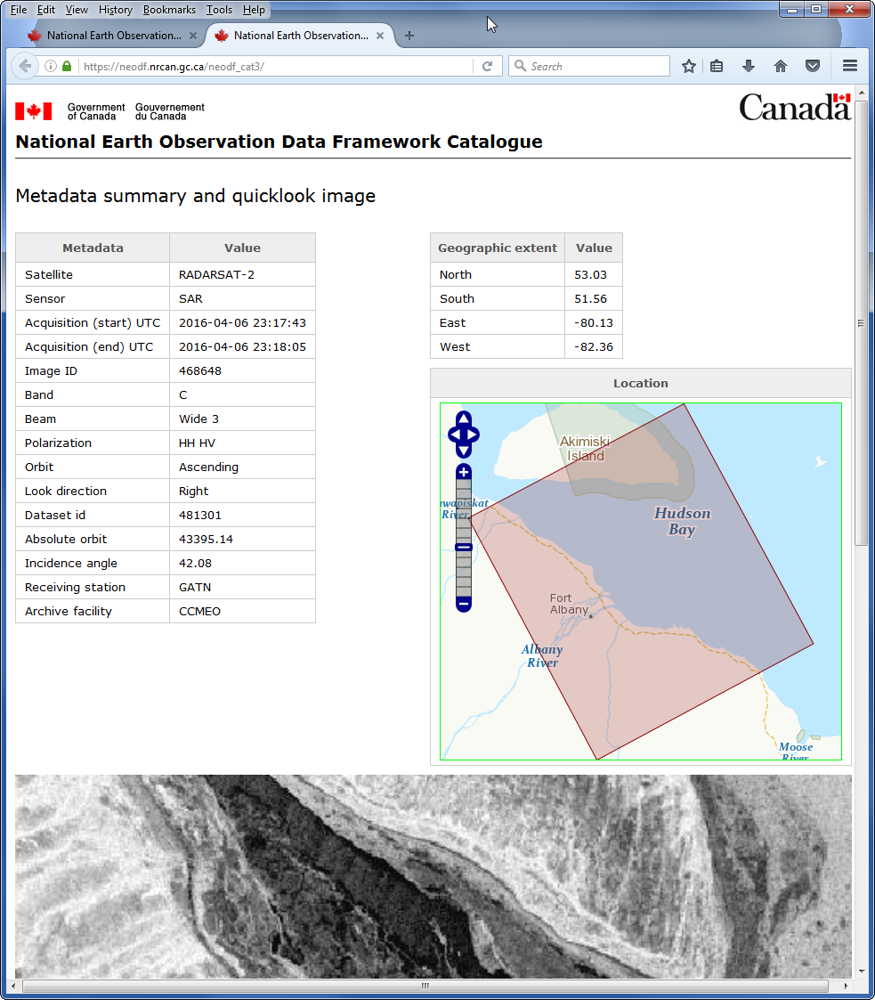 File Edit View History Bookmarks Tools Help
National Earth Observation...
National Earth Observation...
https://neodf.nrcan.gc.ca/neodf_cat3/
Search
Government of Canada
Gouvernement du Canada
Canada
National Earth Observation Data Framework Catalogue
Metadata summary and quicklook image
Metadata Value
Satellite RADARSAT-2
Sensor SAR
Acquisition (start) UTC 2016-04-06 23:17:43
Acquisition (end) UTC 2016-04-06 23:18:05
Image ID 468648
Band C
Beam Wide 3
Polarization HH HV
Orbit Ascending
Look direction Right
Dataset id 481301
Absolute orbit 43395.14
Incidence angle 42.08
Receiving station GATN
Archive facility CCMEO
Geographic extent Value
North 53.03
South 51.56
East -80.13
West -82.36
Location
Akimiski
Island
wapiskat
River
Hudson
Bay
Fort
Albany
Albany
River
Moose
River